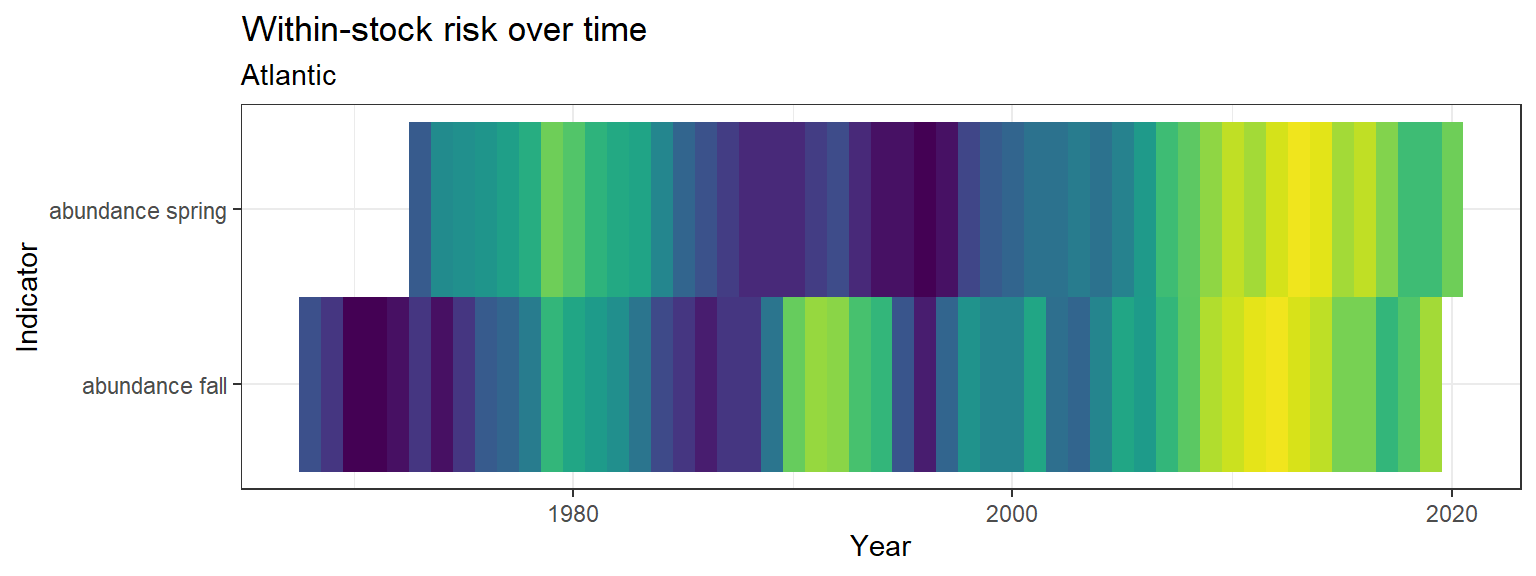 Within-stock risk over time
Atlantic
Indicator
abundance spring
abundance fall
1980
2000
2020
Year